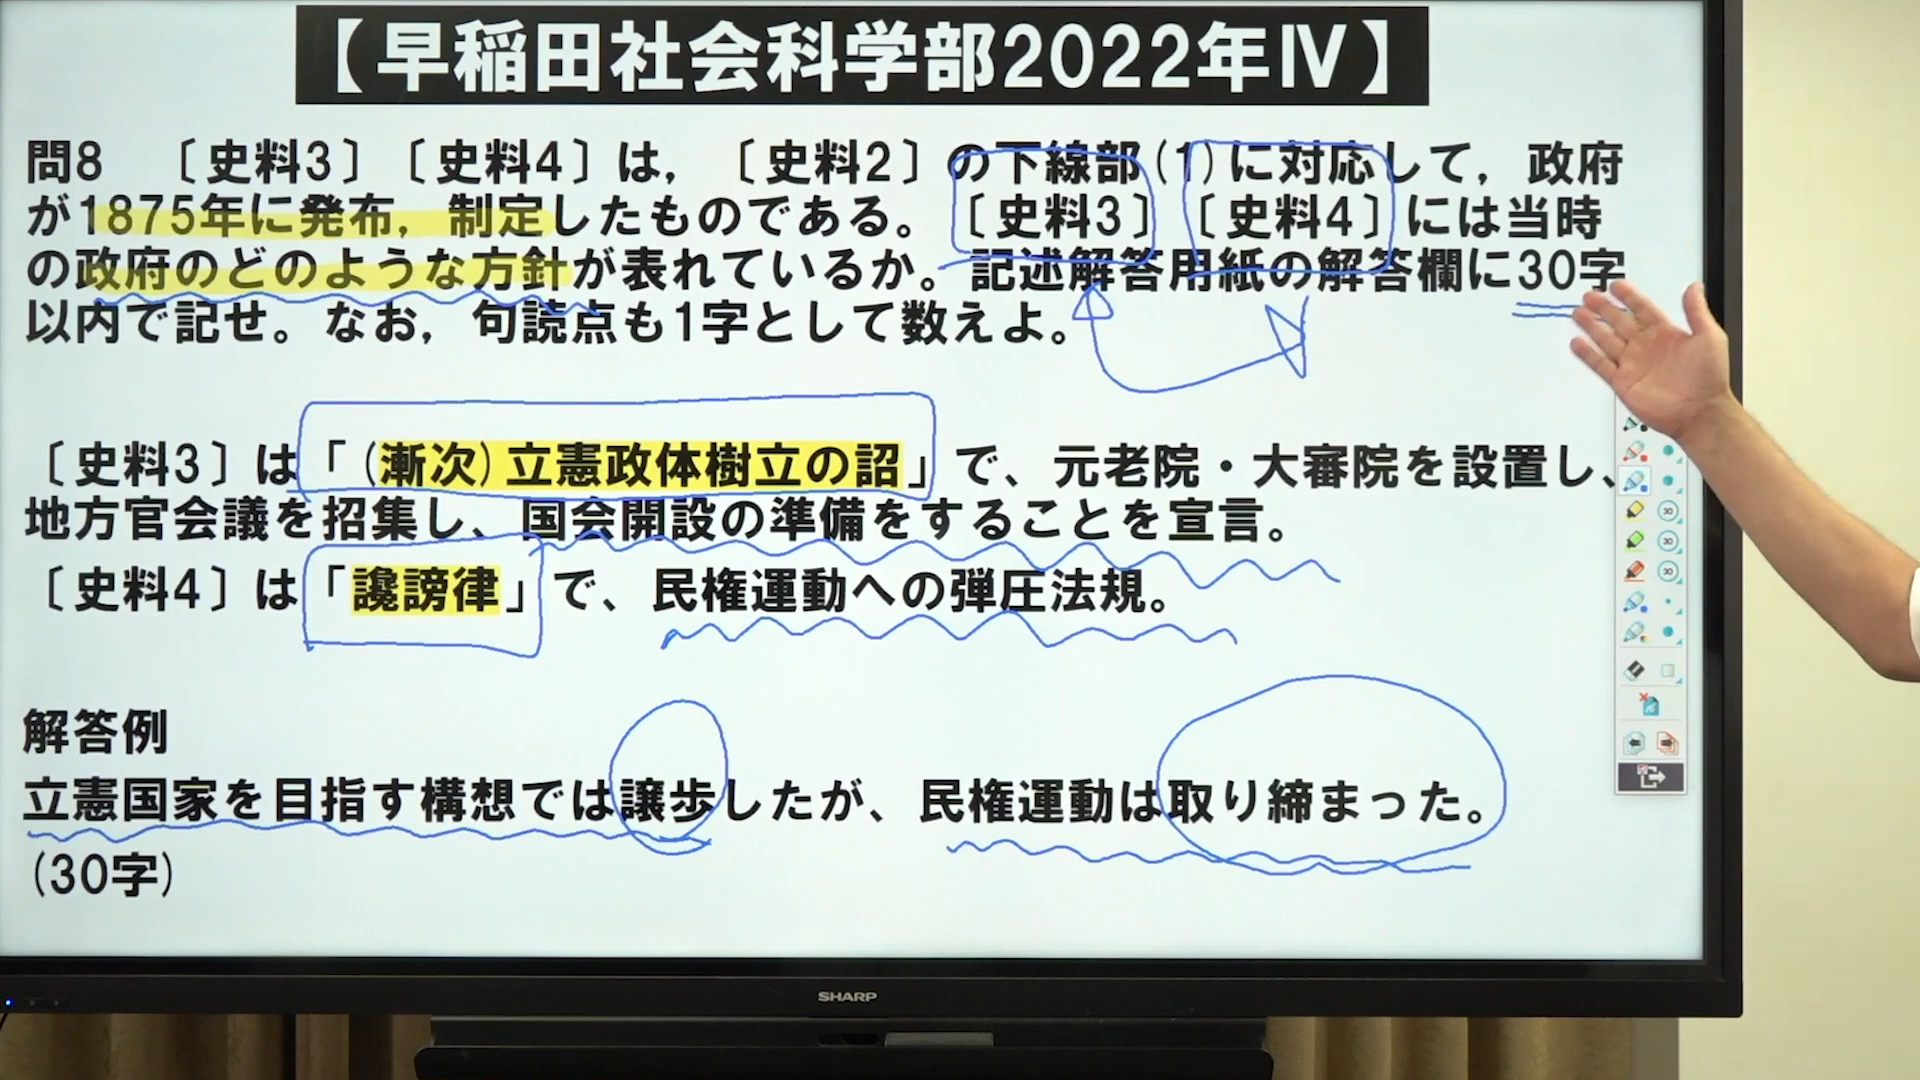 【早稲田社会科学部2022年Ⅳ】
問8 〔史料3〕〔史料4〕は，〔史料2〕の下線部(1)に対応して，政府
が1875年に発布，制定したものである。〔史料3〕〔史料4〕には当時
の政府のどのような方針が表れているか。記述解答用紙の解答欄に30字
以内で記せ。なお，句読点も1字として数えよ。
〔史料3〕は「(漸次)立憲政体樹立の詔」で、元老院・大審院を設置し、
地方官会議を招集し、国会開設の準備をすることを宣言。
〔史料4〕は「讒謗律」で、民権運動への弾圧法規。
解答例
立憲国家を目指す構想では譲歩したが、民権運動は取り締まった。
(30字)
30
30
30
SHARP